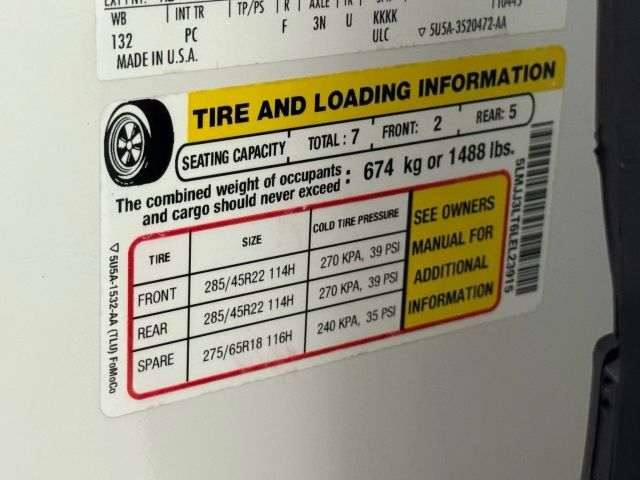 WB INT TR TP/PS R AXLE TR
132 PC F 3N U KKKK
ULC ▽ 5U5A-3520472-AA
MADE IN U.S.A.
TIRE AND LOADING INFORMATION
SEATING CAPACITY TOTAL : 7 FRONT: 2 REAR: 5
The combined weight of occupants
and cargo should never exceed : 674 kg or 1488 lbs.
TIRE SIZE COLD TIRE PRESSURE
FRONT 285/45R22 114H 270 KPA, 39 PSI
REAR 285/45R22 114H 270 KPA, 39 PSI
SPARE 275/65R18 116H 240 KPA, 35 PSI
SEE OWNERS
MANUAL FOR
ADDITIONAL
INFORMATION
5LMJJ3LT6LEL23915
▽ 5U5A-1532-AA (TLU) FoMoCo